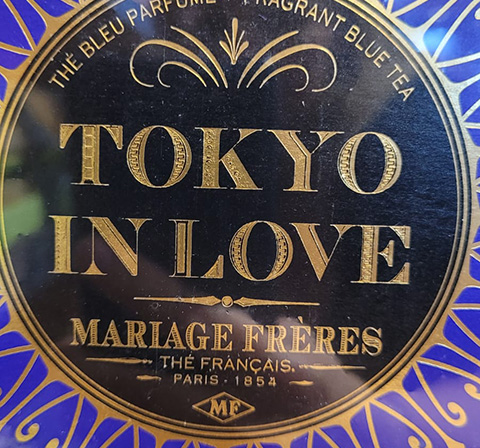 THÉ BLEU PARFUMÉ FRAGRANT BLUE TEA
TOKYO
IN LOVE
MARIAGE FRÈRES
THÉ FRANÇAIS.
PARIS - 1854
MF